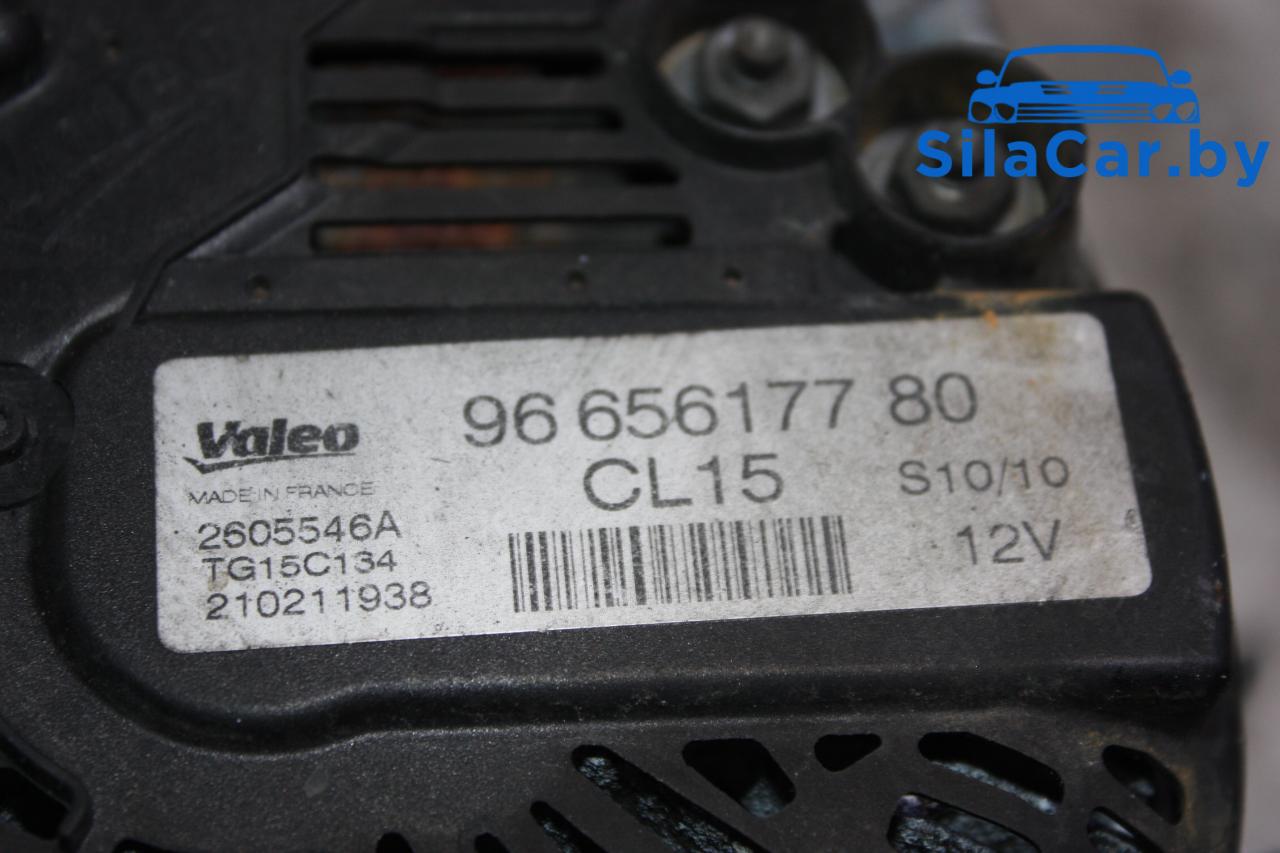 SilaCar.by
Valeo
MADE IN FRANCE
2605546A
TG15C134
210211938
96 656177 80
CL15
S10/10
12V